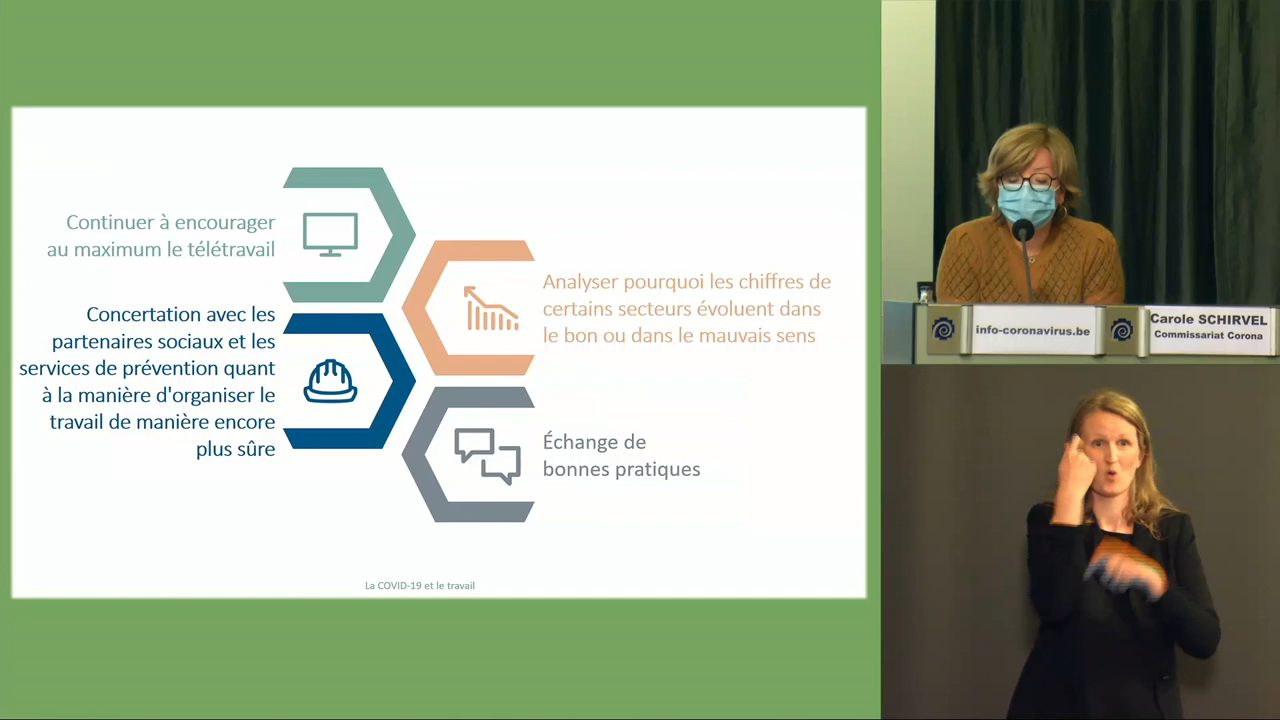 Continuer à encourager
au maximum le télétravail
Analyser pourquoi les chiffres de
certains secteurs évoluent dans
le bon ou dans le mauvais sens
Concertation avec les
partenaires sociaux et les
services de prévention quant
à la manière d'organiser le
travail de manière encore
plus sûre
Échange de
bonnes pratiques
La COVID-19 et le travail
info-coronavirus.be
Carole SCHIRVEL
Commissariat Corona